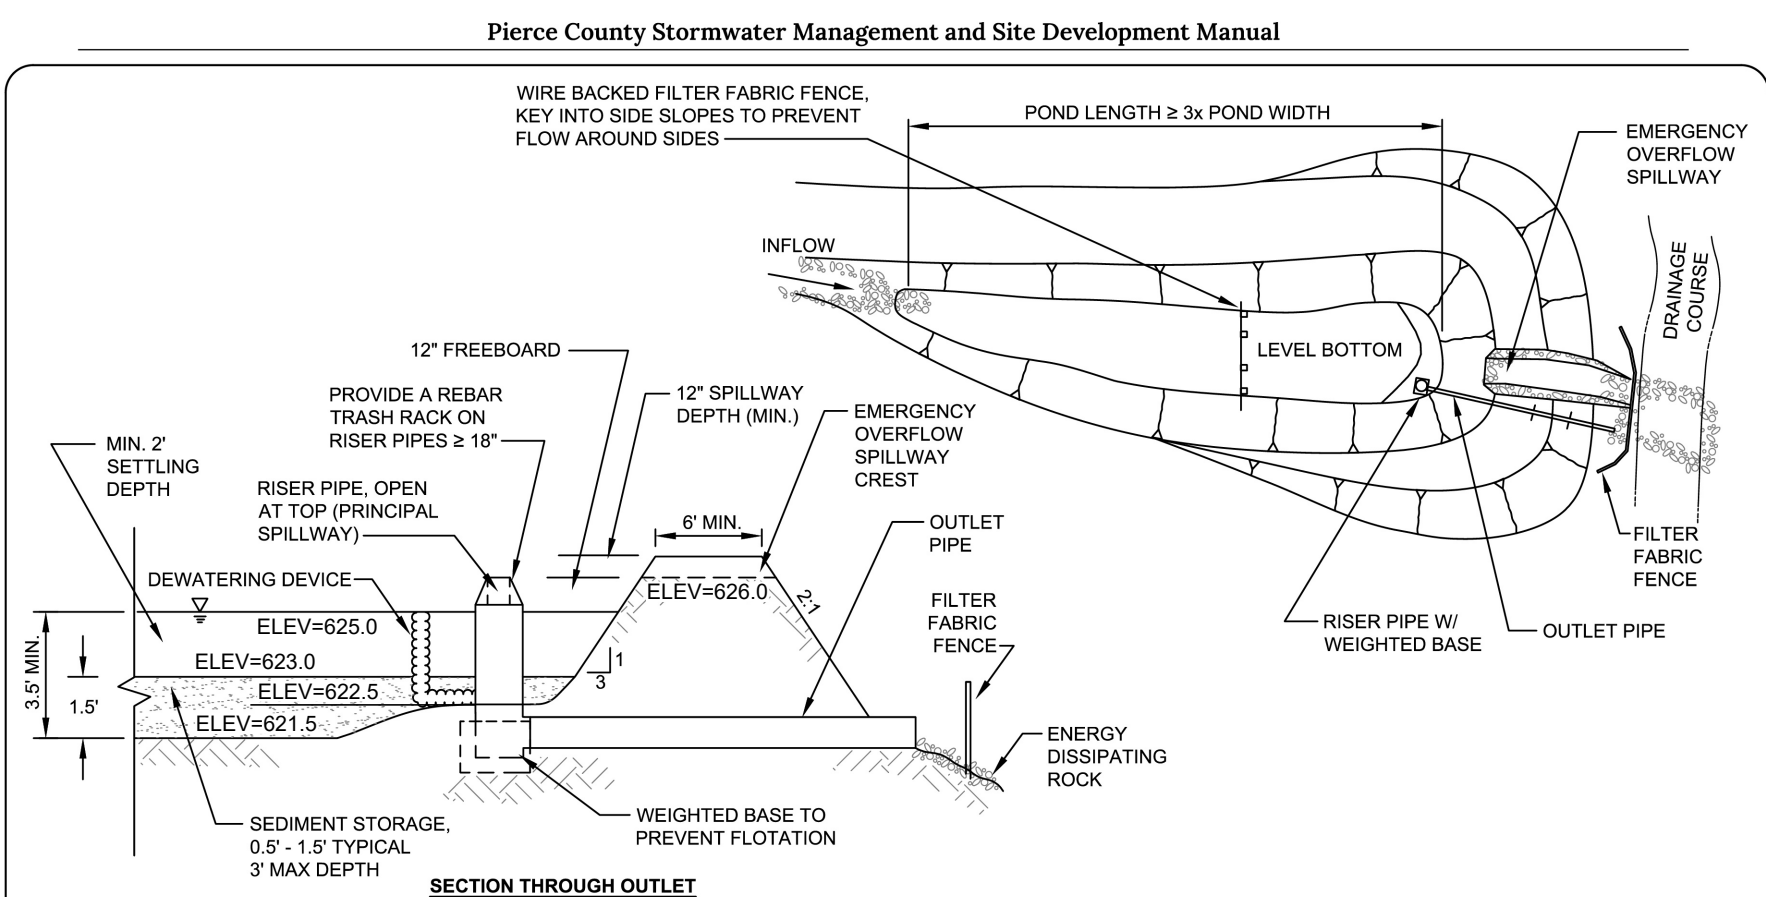 Pierce County Stormwater Management and Site Development Manual
WIRE BACKED FILTER FABRIC FENCE,
KEY INTO SIDE SLOPES TO PREVENT
FLOW AROUND SIDES
POND LENGTH ≥ 3x POND WIDTH
EMERGENCY
OVERFLOW
SPILLWAY
INFLOW
DRAINAGE
COURSE
LEVEL BOTTOM
FILTER
FABRIC
FENCE
RISER PIPE W/
WEIGHTED BASE
OUTLET PIPE
12" FREEBOARD
PROVIDE A REBAR
TRASH RACK ON
RISER PIPES ≥ 18"
12" SPILLWAY
DEPTH (MIN.)
EMERGENCY
OVERFLOW
SPILLWAY
CREST
MIN. 2'
SETTLING
DEPTH
RISER PIPE, OPEN
AT TOP (PRINCIPAL
SPILLWAY)
6' MIN.
OUTLET
PIPE
DEWATERING DEVICE
ELEV=626.0
2:1
FILTER
FABRIC
FENCE
ELEV=625.0
ELEV=623.0
1
3
3.5' MIN.
1.5'
ELEV=622.5
ELEV=621.5
ENERGY
DISSIPATING
ROCK
WEIGHTED BASE TO
PREVENT FLOTATION
SEDIMENT STORAGE,
0.5' - 1.5' TYPICAL
3' MAX DEPTH
SECTION THROUGH OUTLET